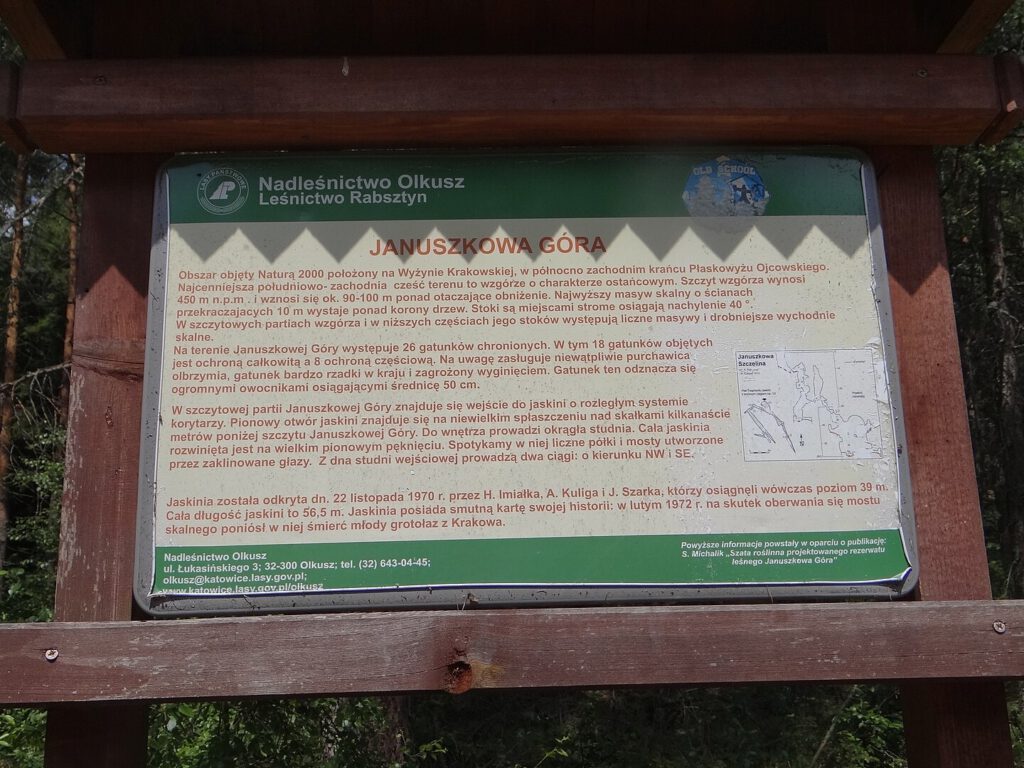 LASY PAŃSTWOWE
Nadleśnictwo Olkusz
Leśnictwo Rabsztyn
OLD SCHOOL
JANUSZKOWA GÓRA
Obszar objęty Naturą 2000 położony na Wyżynie Krakowskiej, w północno zachodnim krańcu Płaskowyżu Ojcowskiego.
Najcenniejsza południowo- zachodnia cześć terenu to wzgórze o charakterze ostańcowym. Szczyt wzgórza wynosi
450 m n.p.m . i wznosi się ok. 90-100 m ponad otaczające obniżenie. Najwyższy masyw skalny o ścianach
przekraczajacych 10 m wystaje ponad korony drzew. Stoki są miejscami strome osiągają nachylenie 40 °.
W szczytowych partiach wzgórza i w niższych częściach jego stoków występują liczne masywy i drobniejsze wychodnie
skalne.
Na terenie Januszkowej Góry występuje 26 gatunków chronionych. W tym 18 gatunków objętych
jest ochroną całkowitą a 8 ochroną częściową. Na uwagę zasługuje niewątpliwie purchawica
olbrzymia, gatunek bardzo rzadki w kraju i zagrożony wyginięciem. Gatunek ten odznacza się
ogromnymi owocnikami osiągającymi średnicę 50 cm.
W szczytowej partii Januszkowej Góry znajduje się wejście do jaskini o rozległym systemie
korytarzy. Pionowy otwór jaskini znajduje się na niewielkim spłaszczeniu nad skałkami kilkanaście
metrów poniżej szczytu Januszkowej Góry. Do wnętrza prowadzi okrągła studnia. Cała jaskinia
rozwinięta jest na wielkim pionowym pęknięciu. Spotykamy w niej liczne półki i mosty utworzone
przez zaklinowane głazy. Z dna studni wejściowej prowadzą dwa ciągi: o kierunku NW i SE.
Januszkowa
Szczelina
Jaskinia została odkryta dn. 22 listopada 1970 r. przez H. Imiałka, A. Kuliga i J. Szarka, którzy osiągnęli wówczas poziom 39 m.
Cała długość jaskini to 56,5 m. Jaskinia posiada smutną kartę swojej historii: w lutym 1972 r. na skutek oberwania się mostu
skalnego poniósł w niej śmierć młody grotołaz z Krakowa.
Nadleśnictwo Olkusz
ul. Łukasińskiego 3; 32-300 Olkusz; tel. (32) 643-04-45;
olkusz@katowice.lasy.gov.pl;
www.katowice.lasy.gov.pl/olkusz
Powyższe informacje powstały w oparciu o publikację:
S. Michalik „Szata roślinna projektowanego rezerwatu
leśnego Januszkowa Góra"